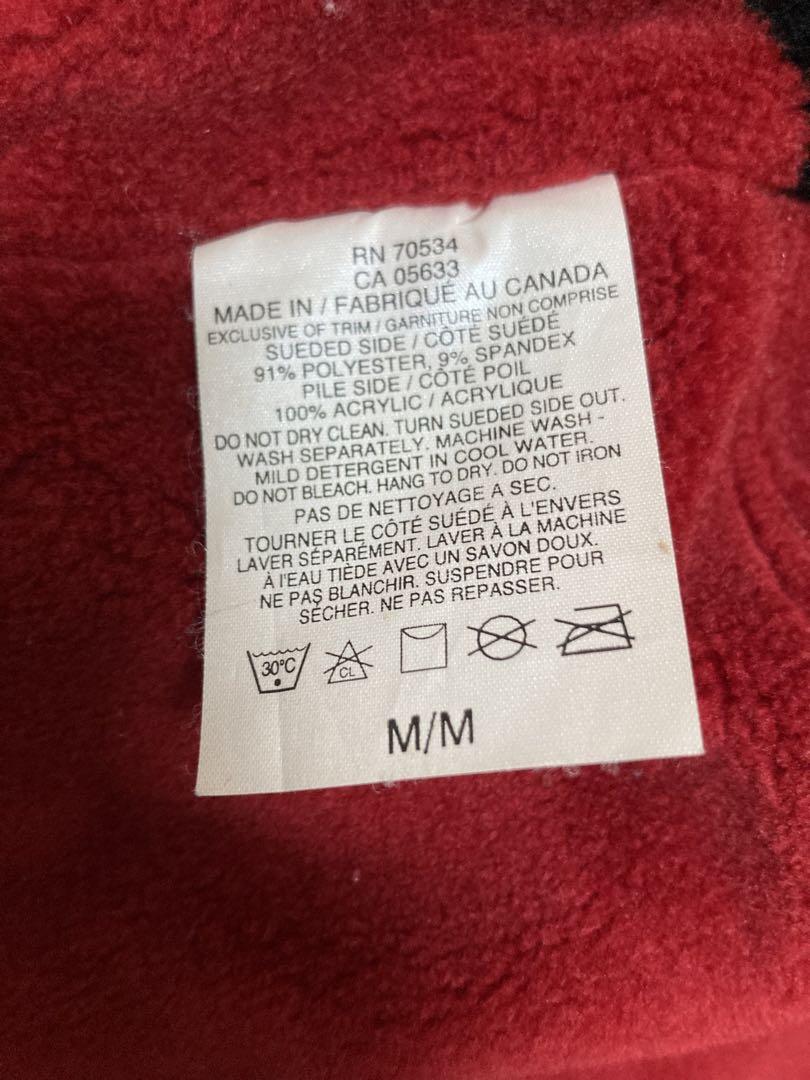 RN 70534
CA 05633
MADE IN / FABRIQUÉ AU CANADA
EXCLUSIVE OF TRIM / GARNITURE NON COMPRISE
SUEDED SIDE / CÔTÉ SUÉDÉ
91% POLYESTER, 9% SPANDEX
PILE SIDE / CÔTÉ POIL
100% ACRYLIC / ACRYLIQUE
DO NOT DRY CLEAN. TURN SUEDED SIDE OUT.
WASH SEPARATELY. MACHINE WASH -
MILD DETERGENT IN COOL WATER.
DO NOT BLEACH. HANG TO DRY. DO NOT IRON
PAS DE NETTOYAGE A SEC.
TOURNER LE CÔTÉ SUÉDÉ À L'ENVERS
LAVER SÉPARÉMENT. LAVER À LA MACHINE
À l'EAU TIÈDE AVEC UN SAVON DOUX.
NE PAS BLANCHIR. SUSPENDRE POUR
SÉCHER. NE PAS REPASSER.
30°C CL
M/M